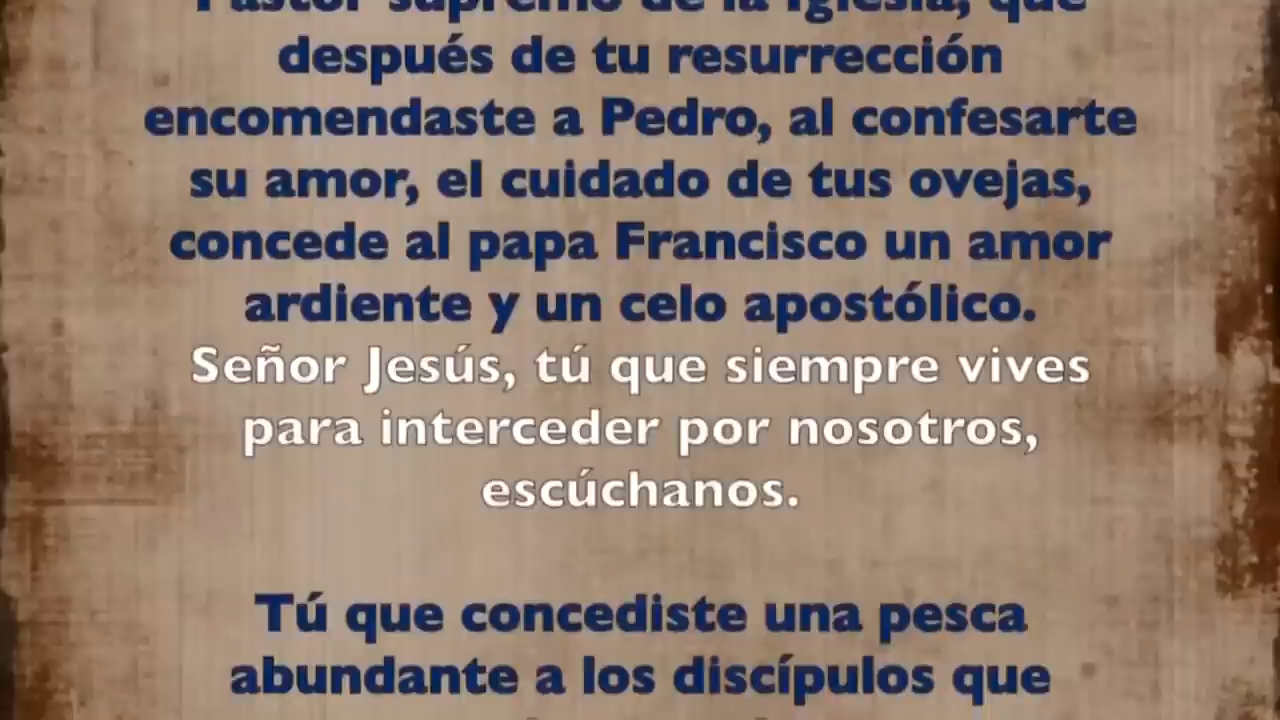 Pastor supremo de la Iglesia, que
después de tu resurrección
encomendaste a Pedro, al confesarte
su amor, el cuidado de tus ovejas,
concede al papa Francisco un amor
ardiente y un celo apostólico.
Señor Jesús, tú que siempre vives
para interceder por nosotros,
escúchanos.
Tú que concediste una pesca
abundante a los discípulos que